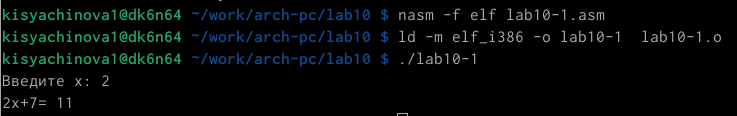 kisyachinova1@dk6n64 ~/work/arch-pc/lab10 $ nasm -f elf lab10-1.asm
kisyachinova1@dk6n64 ~/work/arch-pc/lab10 $ ld -m elf_i386 -o lab10-1  lab10-1.o
kisyachinova1@dk6n64 ~/work/arch-pc/lab10 $ ./lab10-1
Введите x: 2
2x+7= 11